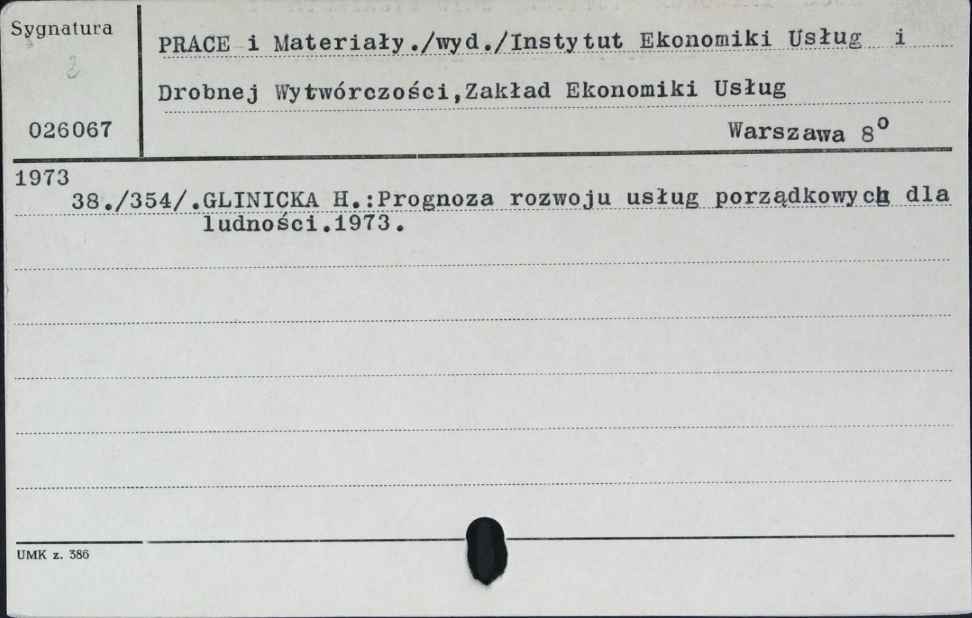 Sygnatura
PRACE i Materiały./wyd./Instytut Ekonomiki Usług i
Drobnej Wytwórczości,Zakład Ekonomiki Usług
026067
Warszawa 8⁰
1973
38./354/.GLINICKA H.:Prognoza rozwoju usług porządkowych dla
ludności.1973.
UMK z. 386